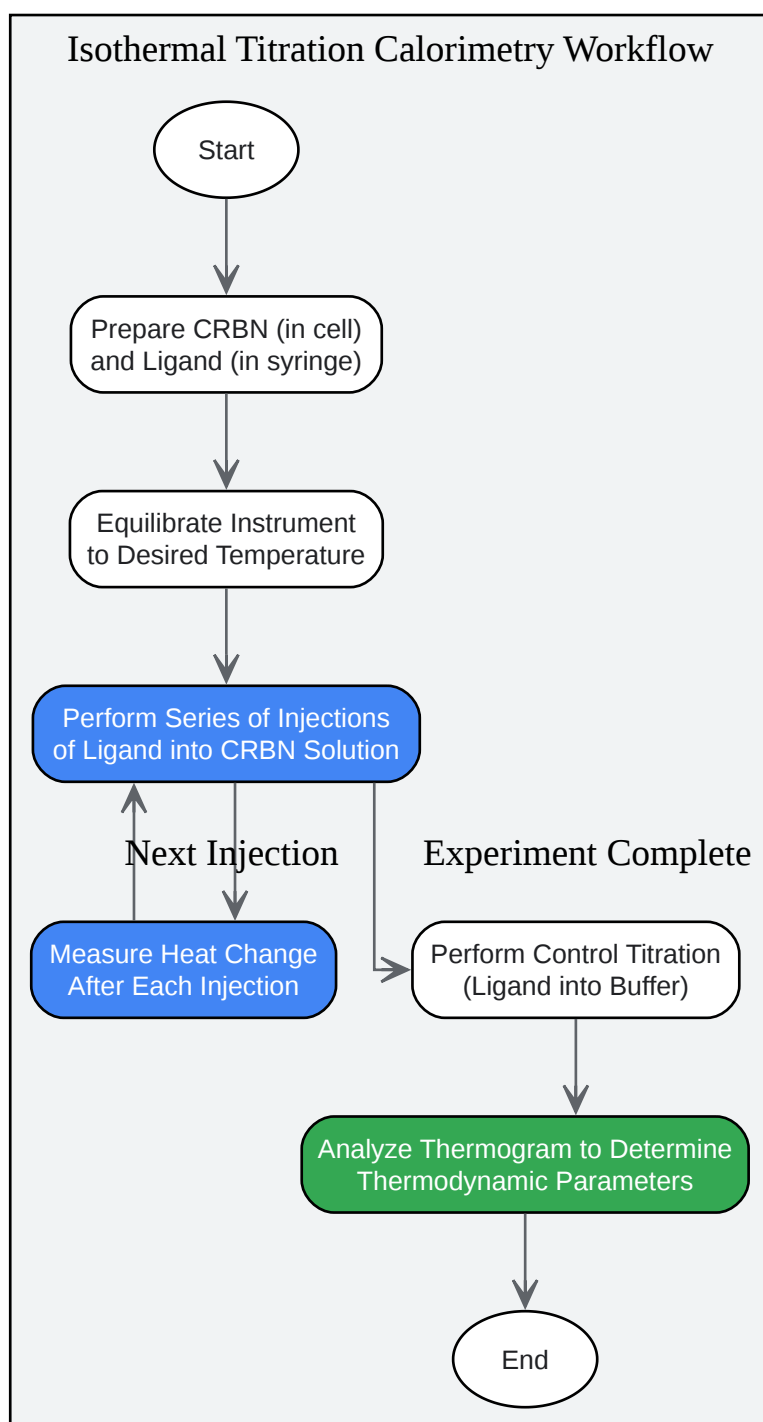 Isothermal Titration Calorimetry Workflow
Start
Prepare CRBN (in cell)
and Ligand (in syringe)
Equilibrate Instrument
to Desired Temperature
Perform Series of Injections
of Ligand into CRBN Solution
Next Injection
Experiment Complete
Measure Heat Change
After Each Injection
Perform Control Titration
(Ligand into Buffer)
Analyze Thermogram to Determine
Thermodynamic Parameters
End